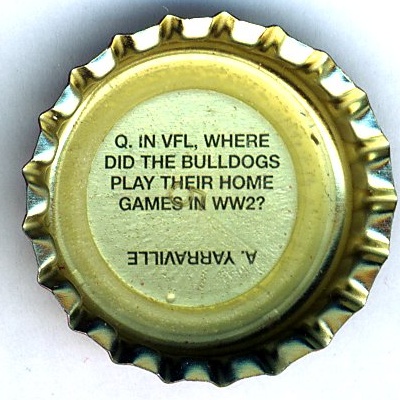 Q. IN VFL, WHERE
DID THE BULLDOGS
PLAY THEIR HOME
GAMES IN WW2?
A. YARRAVILLE